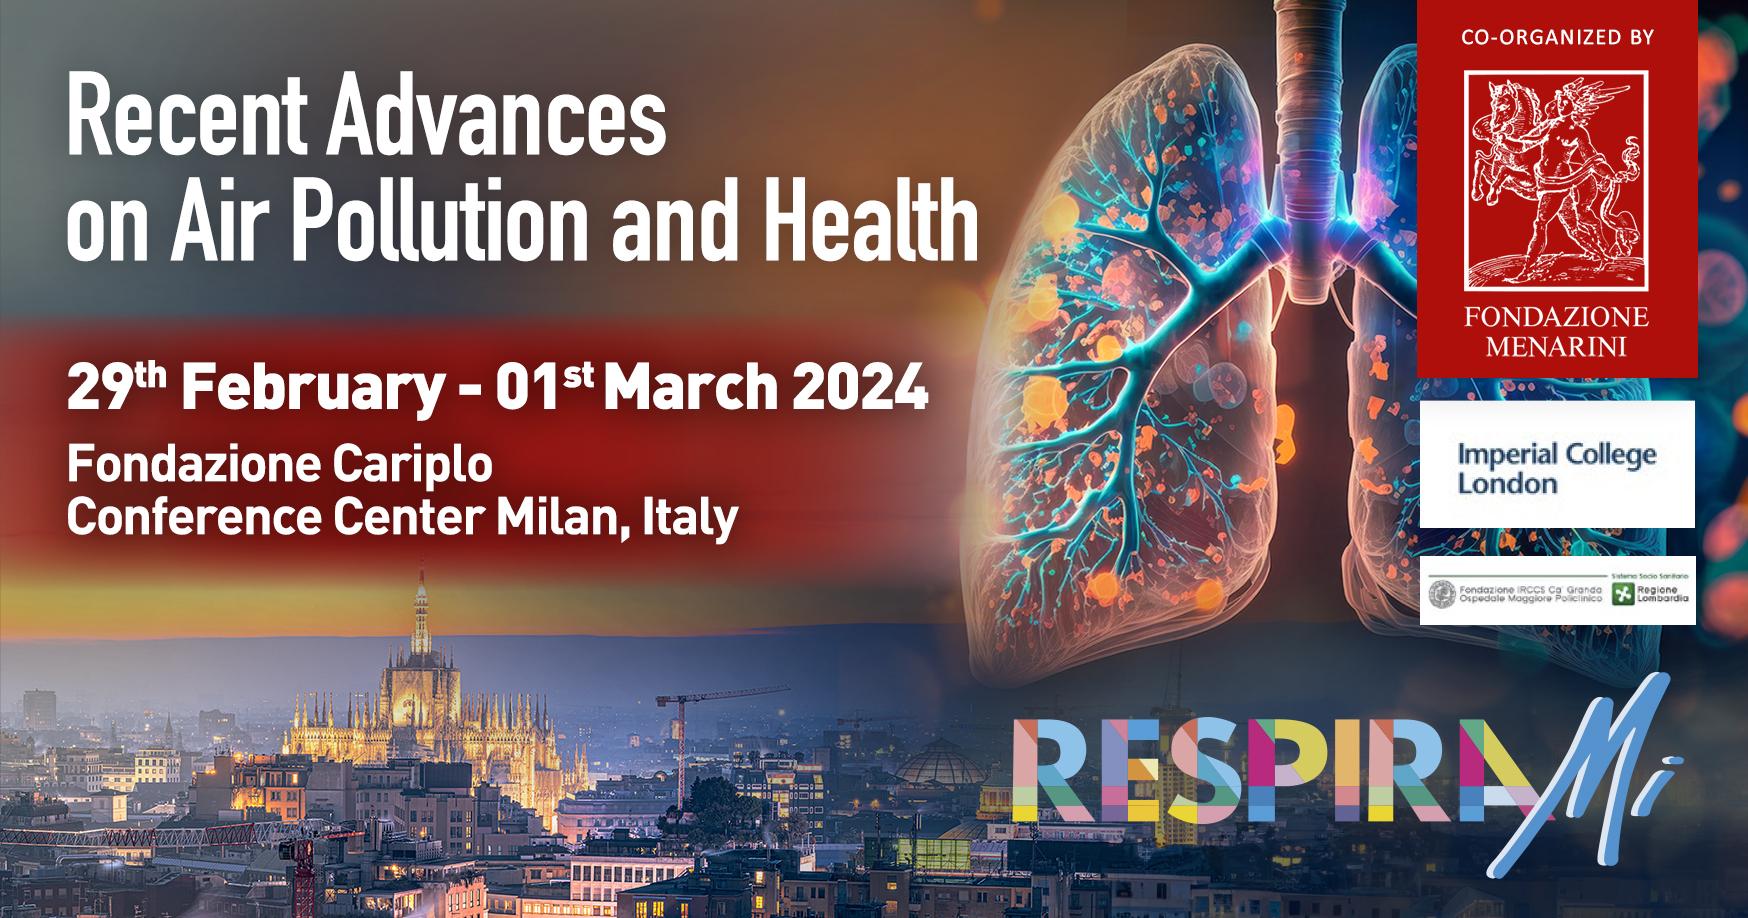 Recent Advances
on Air Pollution and Health
29th February - 01st March 2024
Fondazione Cariplo
Conference Center Milan, Italy
CO-ORGANIZED BY
FONDAZIONE
MENARINI
Imperial College
London
Fondazione IRCCS Ca' Granda
Ospedale Maggiore Policlinico
Sistema Socio Sanitario
Regione
Lombardia
RESPIRAMi